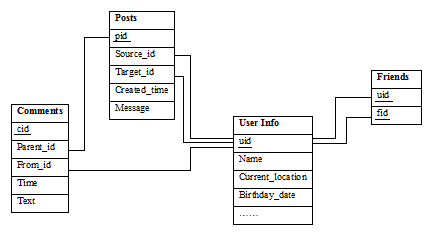 Posts
pid
Source_id
Target_id
Created_time
Message
Comments
cid
Parent_id
From_id
Time
Text
User Info
uid
Name
Current_location
Birthday_date
......
Friends
uid
fid